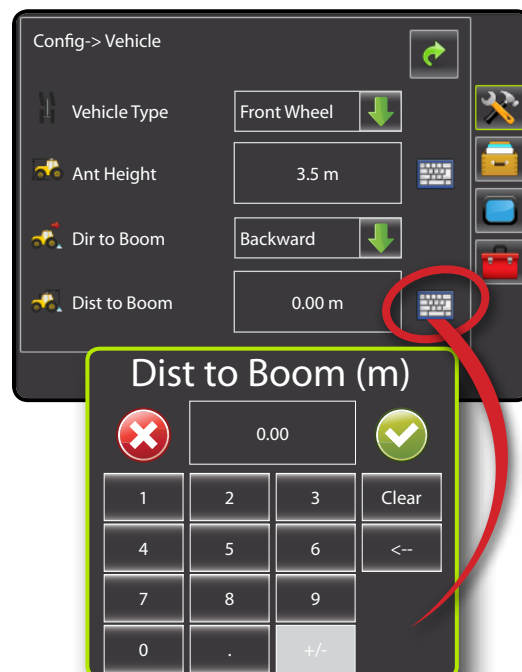 Config-> Vehicle
Vehicle Type Front Wheel
Ant Height 3.5 m
Dir to Boom Backward
Dist to Boom 0.00 m
Dist to Boom (m)
0.00
1 2 3 Clear
4 5 6 <--
7 8 9
0 . +/-